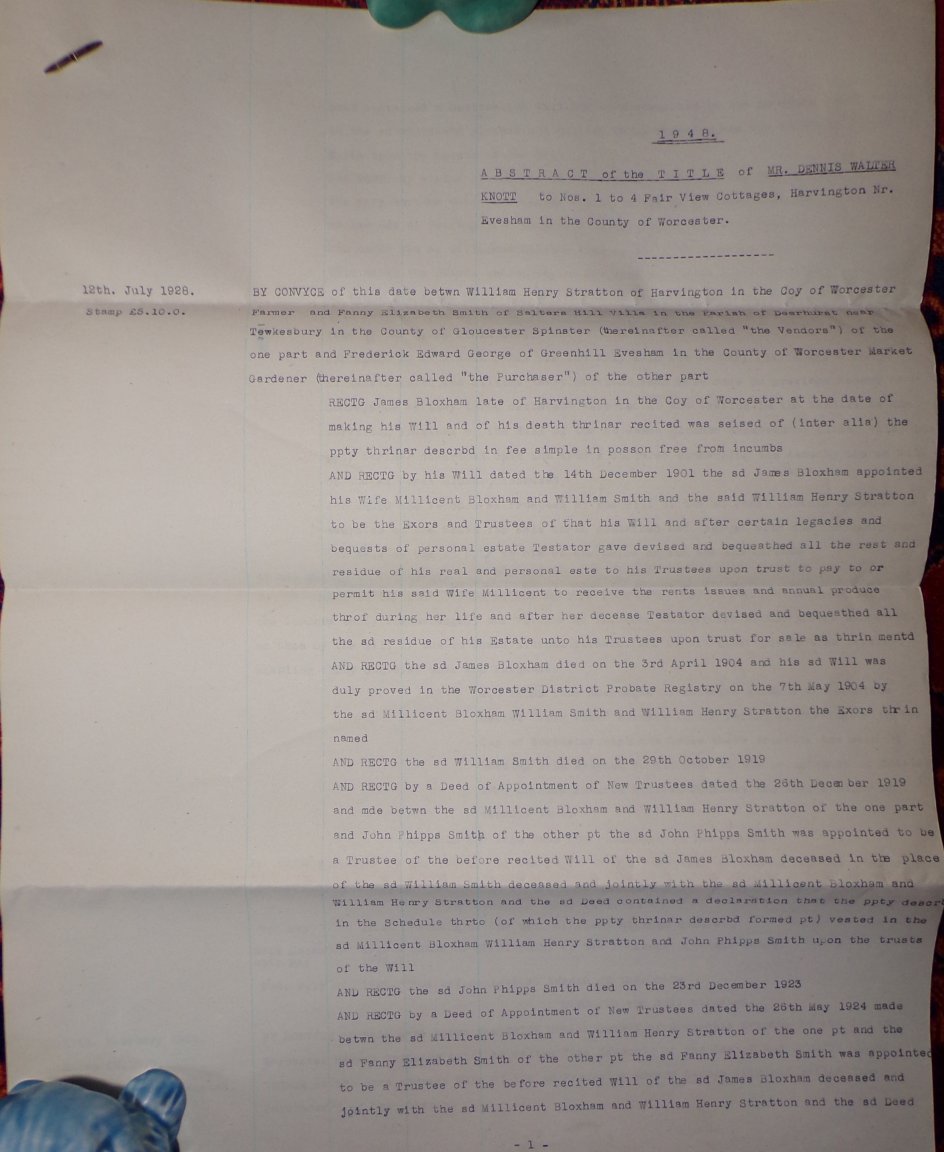 1 9 4 8.
A B S T R A C T of the T I T L E of MR. DENNIS WALTER
KNOTT to Nos. 1 to 4 Fair View Cottages, Harvington Nr.
Evesham in the County of Worcester.
-------------------
12th. July 1928.
Stamp £5.10.0.
BY CONVYCE of this date betwn William Henry Stratton of Harvington in the Coy of Worcester
Farmer and Fanny Elizabeth Smith of Salters Hill Villa in the Parish of Deerhurst near
Tewkesbury in the County of Gloucester Spinster (thereinafter called "the Vendors") of the
one part and Frederick Edward George of Greenhill Evesham in the County of Worcester Market
Gardener (thereinafter called "the Purchaser") of the other part
RECTG James Bloxham late of Harvington in the Coy of Worcester at the date of
making his Will and of his death thrinar recited was seised of (inter alia) the
ppty thrinar descrbd in fee simple in posson free from incumbs
AND RECTG by his Will dated the 14th December 1901 the sd James Bloxham appointed
his Wife Millicent Bloxham and William Smith and the said William Henry Stratton
to be the Exors and Trustees of that his Will and after certain legacies and
bequests of personal estate Testator gave devised and bequeathed all the rest and
residue of his real and personal este to his Trustees upon trust to pay to or
permit his said Wife Millicent to receive the rents issues and annual produce
throf during her life and after her decease Testator devised and bequeathed all
the sd residue of his Estate unto his Trustees upon trust for sale as thrin mentd
AND RECTG the sd James Bloxham died on the 3rd April 1904 and his sd Will was
duly proved in the Worcester District Probate Registry on the 7th May 1904 by
the sd Millicent Bloxham William Smith and William Henry Stratton the Exors thrin
named
AND RECTG the sd William Smith died on the 29th October 1919
AND RECTG by a Deed of Appointment of New Trustees dated the 26th December 1919
and mde betwn the sd Millicent Bloxham and William Henry Stratton of the one part
and John Phipps Smith of the other pt the sd John Phipps Smith was appointed to be
a Trustee of the before recited Will of the sd James Bloxham deceased in the place
of the sd William Smith deceased and jointly with the sd Millicent Bloxham and
William Henry Stratton and the sd Deed contained a declaration that the ppty descr
in the Schedule thrto (of which the ppty thrinar descrbd formed pt) vested in the
sd Millicent Bloxham William Henry Stratton and John Phipps Smith upon the trusts
of the Will
AND RECTG the sd John Phipps Smith died on the 23rd December 1923
AND RECTG by a Deed of Appointment of New Trustees dated the 26th May 1924 made
betwn the sd Millicent Bloxham and William Henry Stratton of the one pt and the
sd Fanny Elizabeth Smith of the other pt the sd Fanny Elizabeth Smith was appointed
to be a Trustee of the before recited Will of the sd James Bloxham deceased and
jointly with the sd Millicent Bloxham and William Henry Stratton and the sd Deed
- 1 -